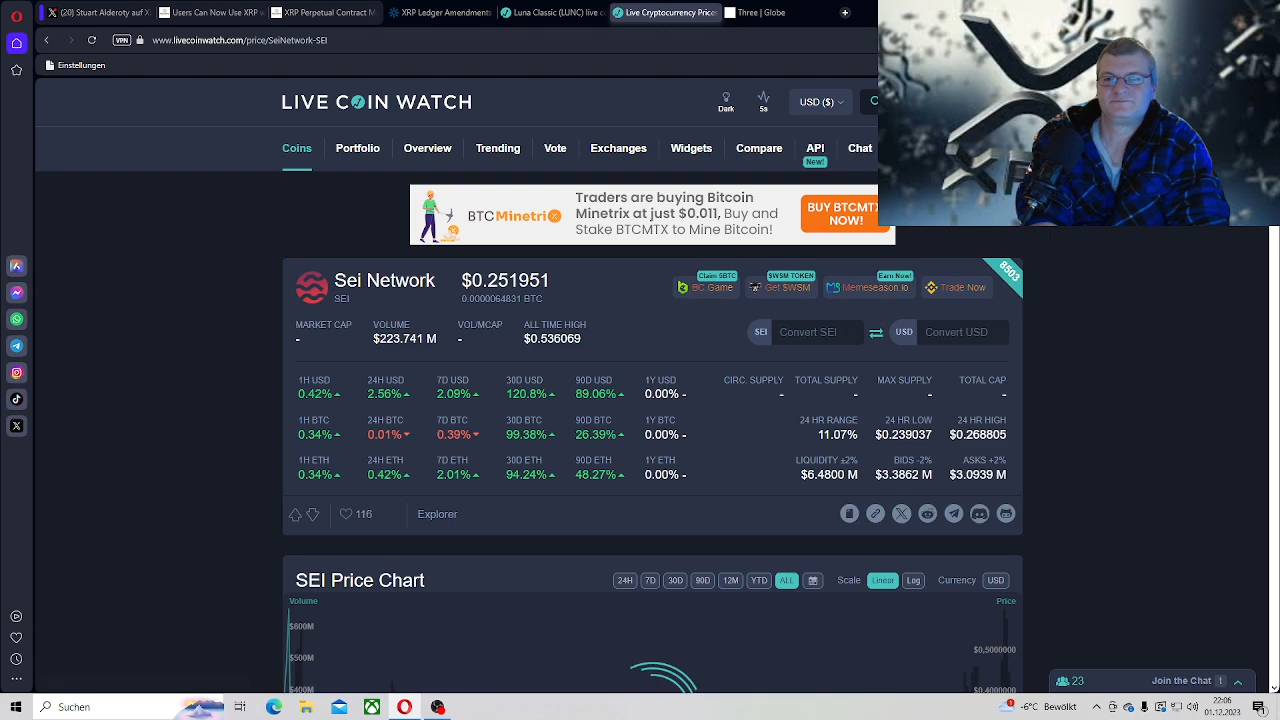 (20) Stuart Alderoty auf X:
Users Can Now Use XRP w
XRP Perpetual Contract M
XRP Ledger Amendments
Luna Classic (LUNC) live c
Live Cryptocurrency Price
Three | Globe
VPN
www.livecoinwatch.com/price/SeiNetwork-SEI
Einstellungen
LIVE COIN WATCH
Dark
5s
USD ($)
Coins
Portfolio
Overview
Trending
Vote
Exchanges
Widgets
Compare
API
Chat
New!
BTCMinetrix
Traders are buying Bitcoin
Minetrix at just $0.011, Buy and
Stake BTCMTX to Mine Bitcoin!
BUY BTCMTX
NOW!
Sei Network
SEI
$0.251951
0.0000064831 BTC
Claim 5BTC
BC.Game
$WSM TOKEN
Get $WSM
Earn Now!
Memeseason.io
Trade Now
8503
MARKET CAP
VOLUME
VOL/MCAP
ALL TIME HIGH
-
$223.741 M
-
$0.536069
SEI
Convert SEI
USD
Convert USD
1H USD
24H USD
7D USD
30D USD
90D USD
1Y USD
CIRC. SUPPLY
TOTAL SUPPLY
MAX SUPPLY
TOTAL CAP
0.42%
2.56%
2.09%
120.8%
89.06%
0.00% -
-
-
-
-
1H BTC
24H BTC
7D BTC
30D BTC
90D BTC
1Y BTC
24 HR RANGE
24 HR LOW
24 HR HIGH
0.34%
0.01%
0.39%
99.38%
26.39%
0.00% -
11.07%
$0.239037
$0.268805
1H ETH
24H ETH
7D ETH
30D ETH
90D ETH
1Y ETH
LIQUIDITY ±2%
BIDS -2%
ASKS +2%
0.34%
0.42%
2.01%
94.24%
48.27%
0.00% -
$6.4800 M
$3.3862 M
$3.0939 M
116
Explorer
SEI Price Chart
24H
7D
30D
90D
12M
YTD
ALL
Scale
Linear
Log
Currency
USD
Volume
Price
$600M
$0,5000000
$500M
$400M
$0,4000000
23
Join the Chat
Suchen
-6°C Bewölkt
22:06
01.12.2023